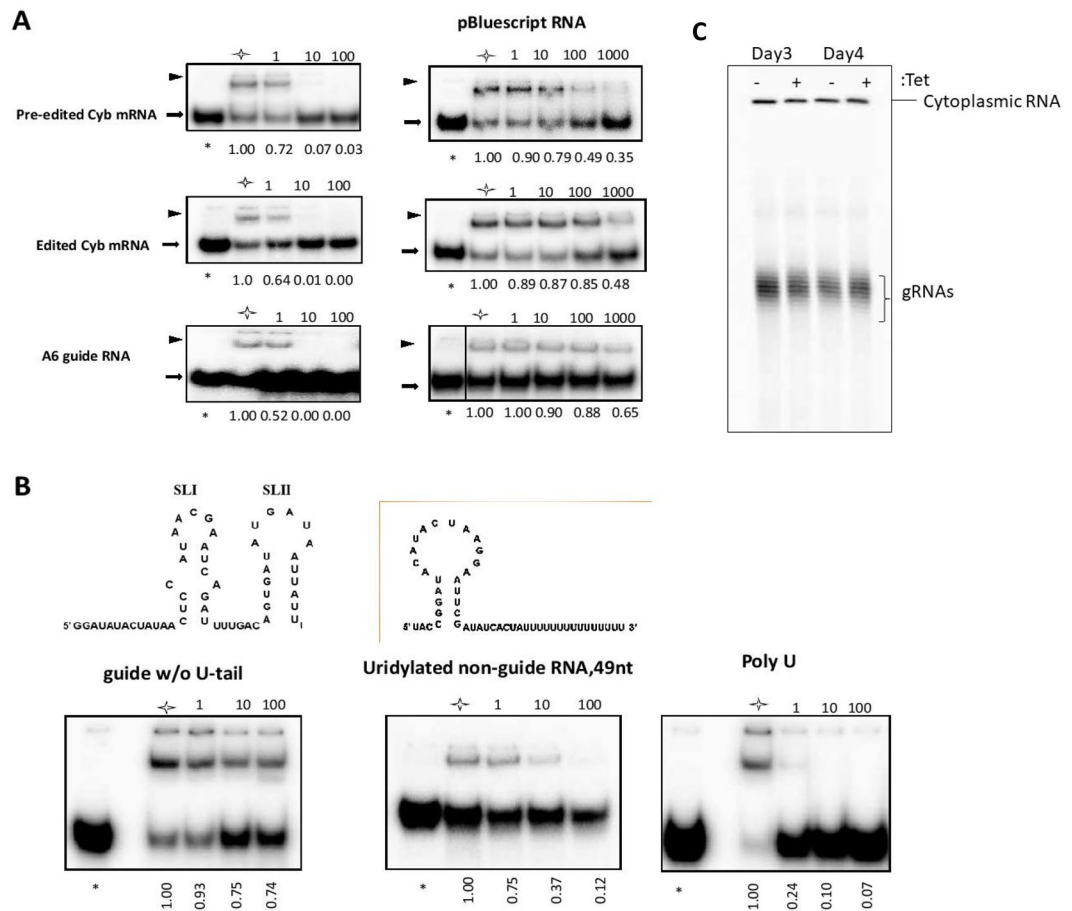 A
pBluescript RNA
C
1 10 100
1 10 100 1000
Day3 Day4
- + - + :Tet
Cytoplasmic RNA
Pre-edited Cyb mRNA
* 1.00 0.72 0.07 0.03
* 1.00 0.90 0.79 0.49 0.35
1 10 100
1 10 100 1000
Edited Cyb mRNA
* 1.0 0.64 0.01 0.00
* 1.00 0.89 0.87 0.85 0.48
gRNAs
1 10 100
1 10 100 1000
A6 guide RNA
* 1.00 0.52 0.00 0.00
* 1.00 1.00 0.90 0.88 0.65
B
SLI SLII
5' GGAUAUACUAUAA
UUUGAC
5' UAC
GAUAUCACUAUUUUUUUUUUUUUUUU 3'
guide w/o U-tail
Uridylated non-guide RNA,49nt
Poly U
1 10 100
1 10 100
1 10 100
* 1.00 0.93 0.75 0.74
* 1.00 0.75 0.37 0.12
* 1.00 0.24 0.10 0.07